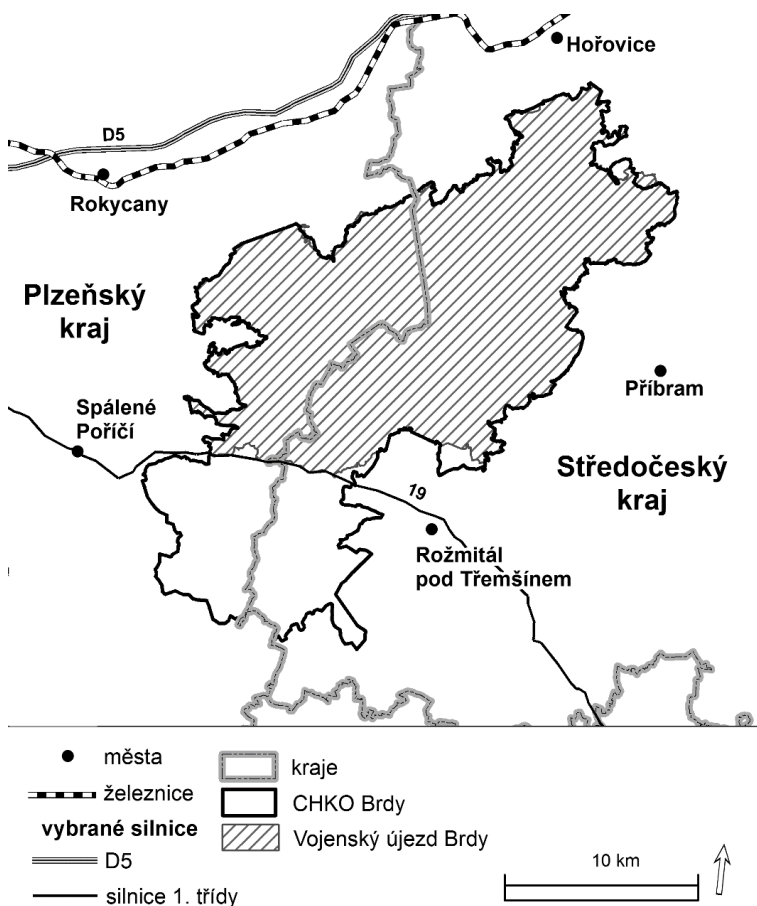 Hořovice
D5
Rokycany
Plzeňský
kraj
Příbram
Spálené
Poříčí
Středočeský
kraj
19
Rožmitál
pod Třemšínem
města
železnice
vybrané silnice
D5
silnice 1. třídy
kraje
CHKO Brdy
Vojenský újezd Brdy
10 km